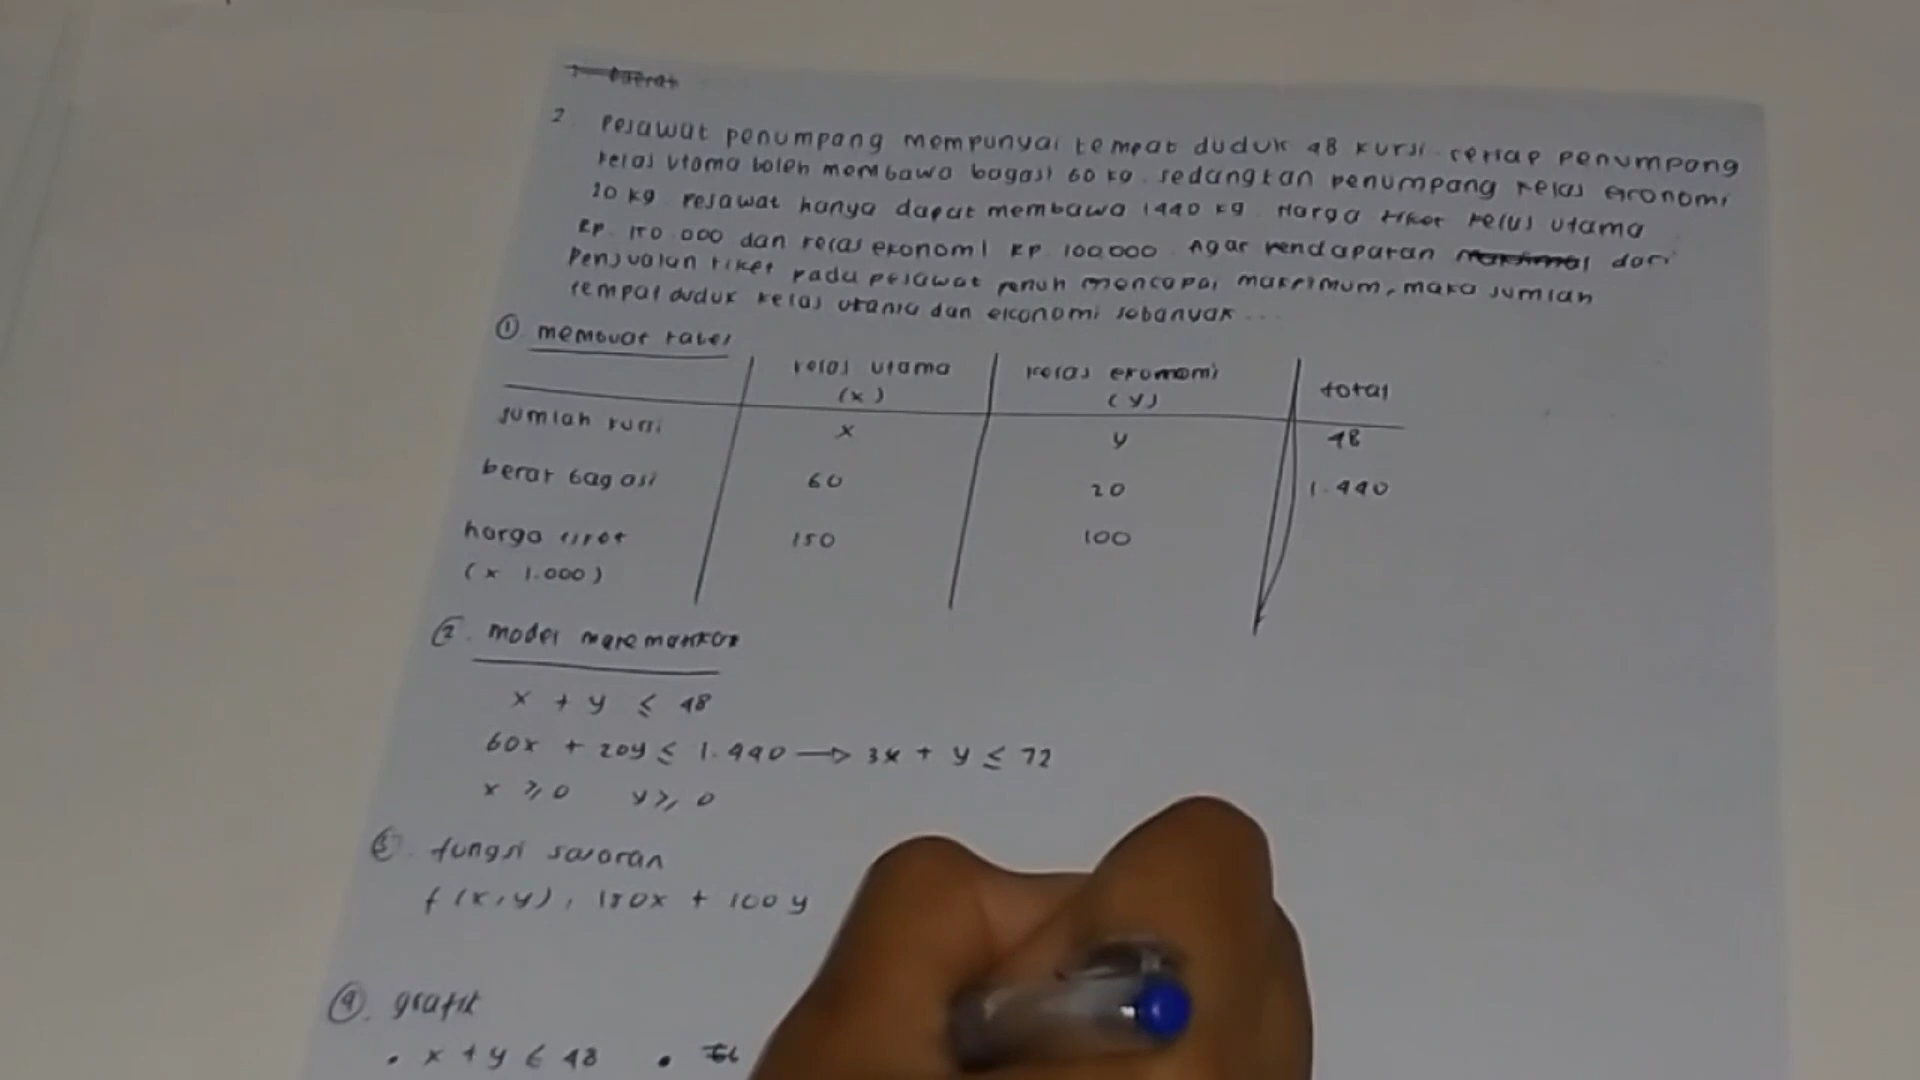 2. Pesawat penumpang mempunyai tempat duduk 48 kursi. setiap penumpang
kelas utama boleh membawa bagasi 60 kg. sedangkan penumpang kelas ekonomi
20 kg. pesawat hanya dapat membawa 1440 kg. Harga tiket kelas utama
Rp. 150.000 dan kelas ekonomi Rp 100.000. Agar pendapatan dari
Penjualan tiket pada pesawat penuh mencapai maksimum, maka jumlah
tempat duduk kelas utama dan ekonomi sebanyak ...
① membuat tabel
kelas utama (x) kelas ekonomi (y) total
jumlah kursi x y 48
berat bagasi 60 20 1.440
harga tiket 150 100
(x 1.000)
②. model matematika
x + y ≤ 48
60x + 20y ≤ 1.440 → 3x + y ≤ 72
x ≥ 0 y ≥ 0
③. fungsi sasaran
f(x,y), 150x + 100y
④. grafik
• x + y ≤ 48 •